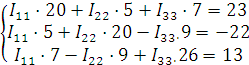 I₁₁ · 20 + I₂₂ · 5 + I₃₃ · 7 = 23
I₁₁ · 5 + I₂₂ · 20 − I₃₃. 9 = −22
I₁₁ · 7 − I₂₂ · 9 + I₃₃. 26 = 13